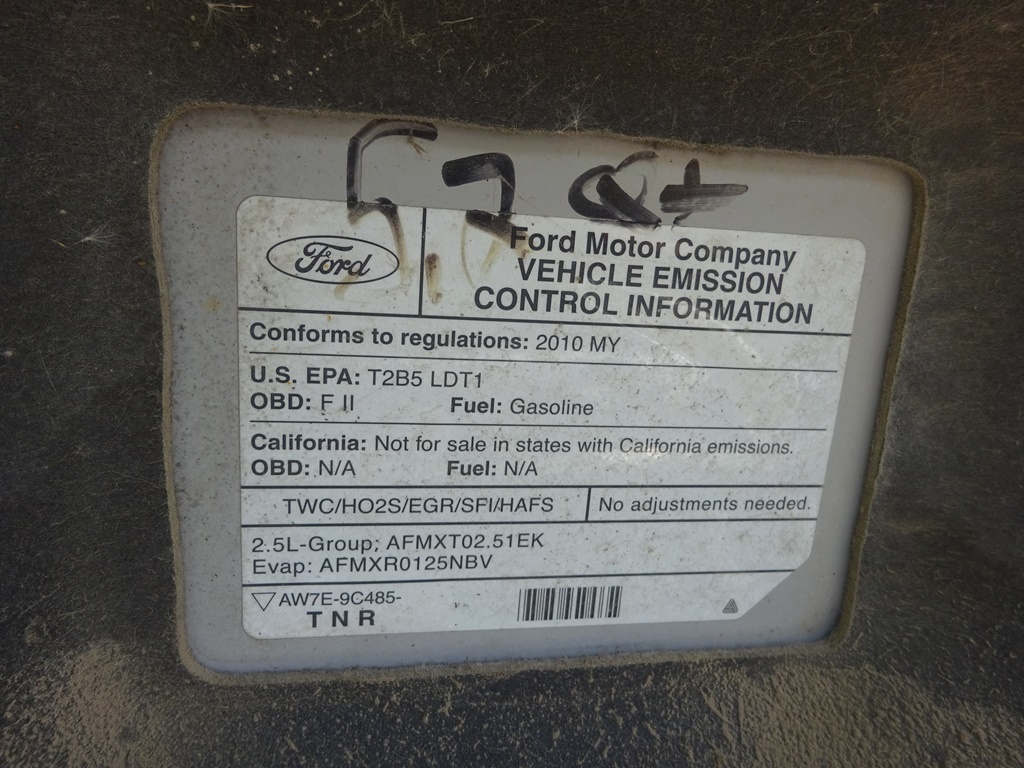 Ford
Ford Motor Company
VEHICLE EMISSION
CONTROL INFORMATION
Conforms to regulations: 2010 MY
U.S. EPA: T2B5 LDT1
OBD: F II Fuel: Gasoline
California: Not for sale in states with California emissions.
OBD: N/A Fuel: N/A
TWC/HO2S/EGR/SFI/HAFS No adjustments needed.
2.5L-Group; AFMXT02.51EK
Evap: AFMXR0125NBV
AW7E-9C485-
TNR